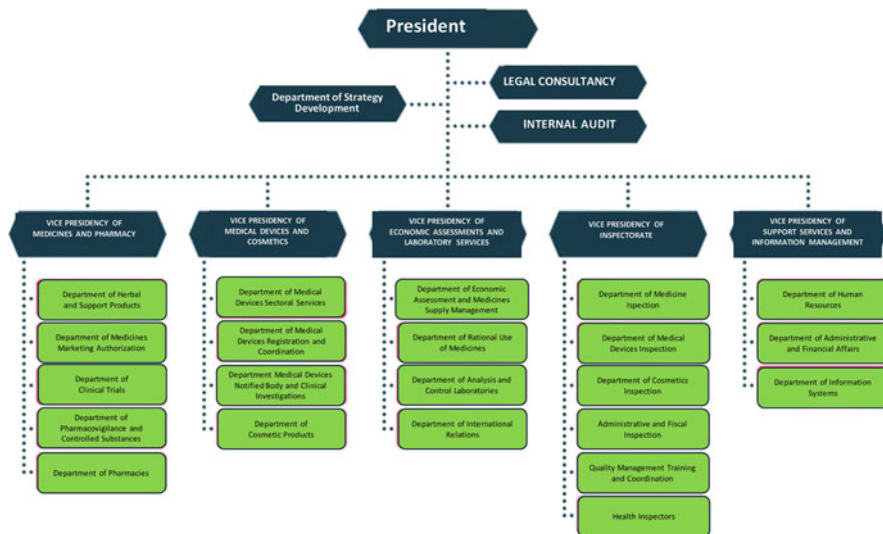 President
LEGAL CONSULTANCY
Department of Strategy
Development
INTERNAL AUDIT
VICE PRESIDENCY OF
MEDICINES AND PHARMACY
VICE PRESIDENCY OF
MEDICAL DEVICES AND
COSMETICS
VICE PRESIDENCY OF
ECONOMIC ASSESSMENTS AND
LABORATORY SERVICES
VICE PRESIDENCY OF
INSPECTORATE
VICE PRESIDENCY OF
SUPPORT SERVICES AND
INFORMATION MANAGEMENT
Department of Herbal
and Support Products
Department of Medicines
Marketing Authorization
Department of
Clinical Trials
Department of
Pharmacovigilance and
Controlled Substances
Department of Pharmacies
Department of Medical
Devices Sectoral Services
Department of Medical
Devices Registration and
Coordination
Department Medical Devices
Notified Body and Clinical
Investigations
Department of
Cosmetic Products
Department of Economic
Assessment and Medicines
Supply Management
Department of Rational Use
of Medicines
Department of Analysis and
Control Laboratories
Department of International
Relations
Department of Medicine
Ispection
Department of Medical
Devices Inspection
Department of Cosmetics
Inspection
Administrative and Fiscal
Inspection
Quality Management Training
and Coordination
Health Inspectors
Department of Human
Resources
Department of Administrative
and Financial Affairs
Department of Information
Systems